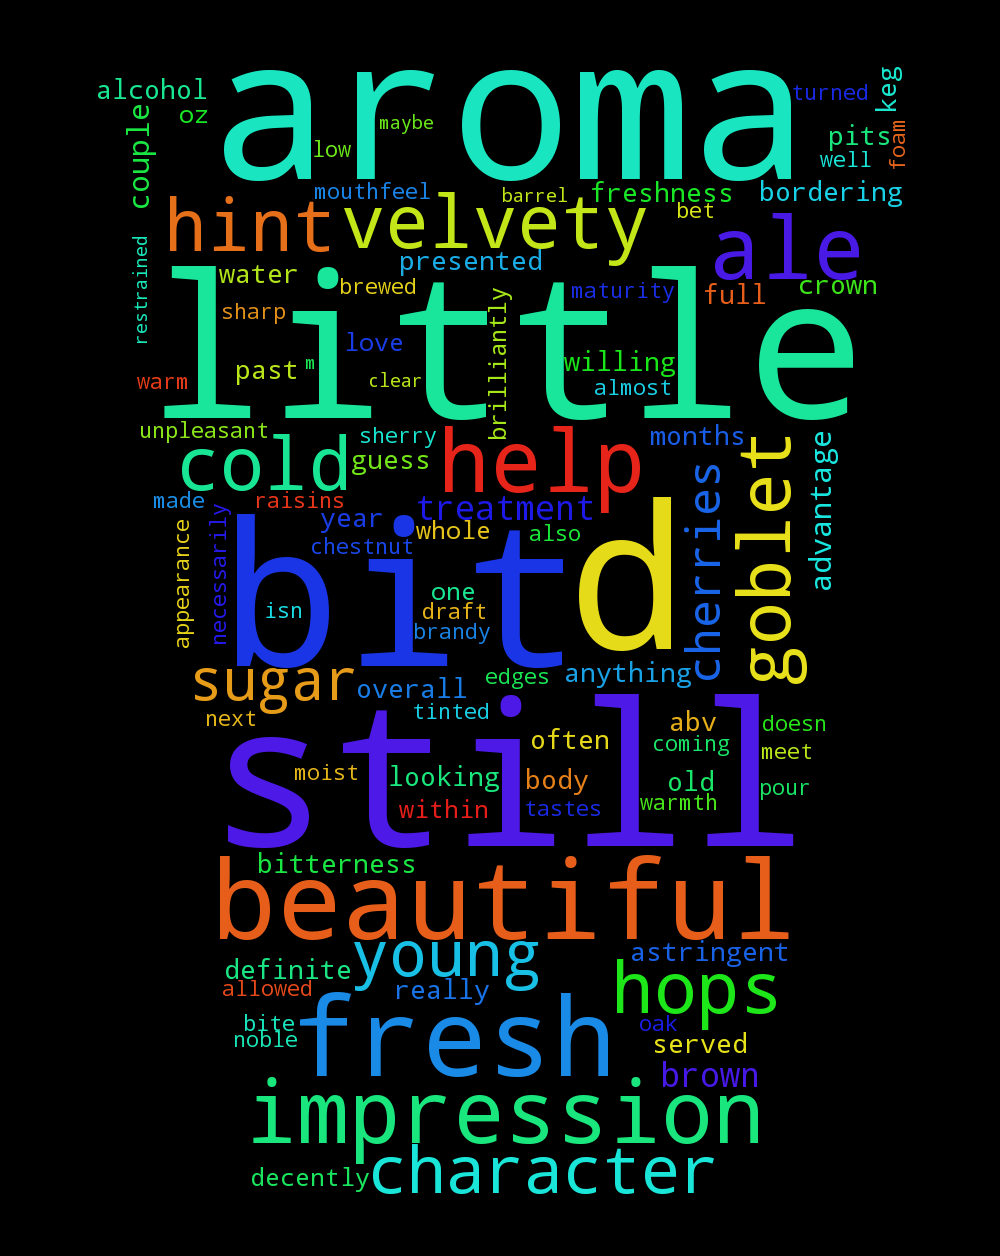 aroma
alcohol
keg
turned
oz
couple
maybe
foam
pits
low
well
mouthfeel
barrel
freshness
bordering
hint
velvety
bet
ale
restrained
water
presented
brewed
maturity
full
crown
little
sharp
brilliantly
love
past
m
clear
willing
almost
warm
unpleasant
sherry
help
months
cold
guess
goblet
advantage
made
raisins
treatment
cherries
appearance
necessarily
year
whole
also
chestnut
bit
d
isn
one
draft
brandy
sugar
overall
edges
anything
next
tinted
still
often
abv
doesn
coming
meet
moist
looking
body
old
pour
within
tastes
warmth
bitterness
beautiful
young
astringent
definite
hops
allowed
really
fresh
bite
oak
noble
served
brown
impression
decently
character